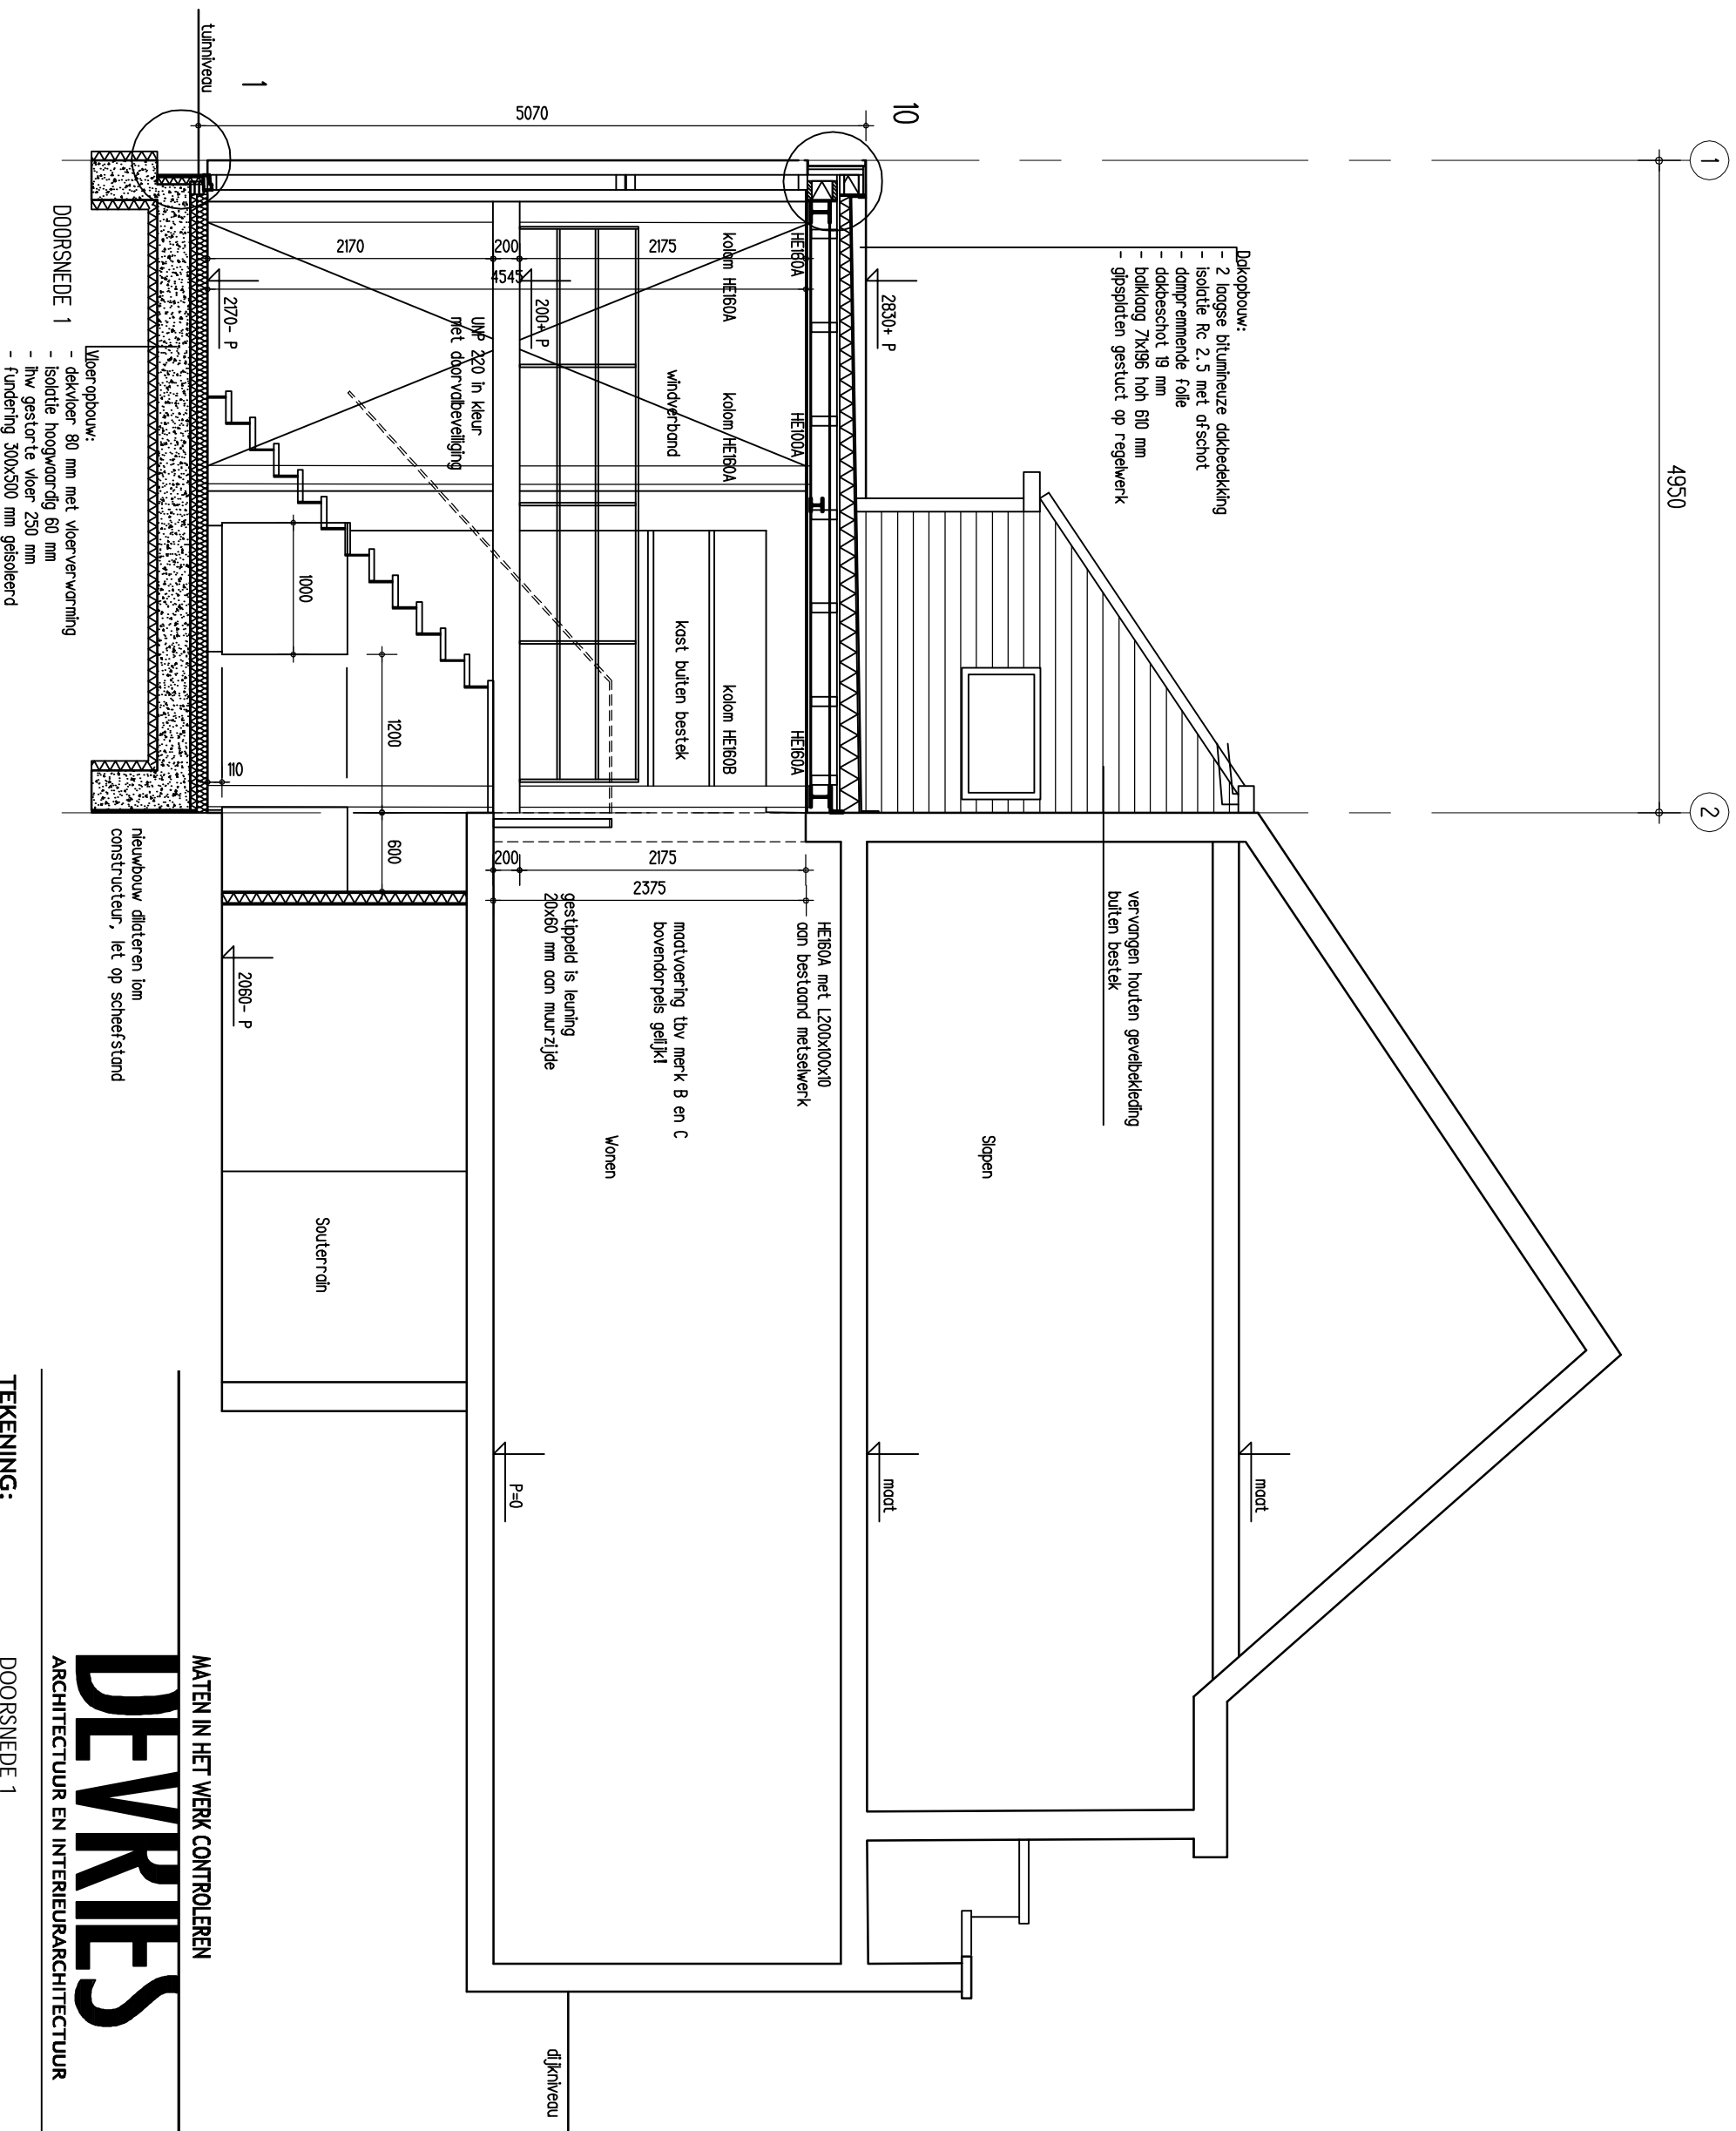 1
4950
2
Dakopbouw:
- 2 laagse bitumineuze dakbedekking
- isolatie Rc 2.5 met afschot
- dampremmende folie
- dakbeschot 19 mm
- balklaag 71x196 hoh 610 mm
- gipsplaten gestuct op regelwerk
maat
vervangen houten gevelbekleding
buiten bestek
Slapen
10
2830+ P
maat
HE160A
HE100A
HE160A
HE160A met L200x100x10
aan bestaand metselwerk
kolom HE160A
kolom HE160A
kolom HE160B
windverband
kast buiten bestek
maatvoering tbv merk B en C
bovendorpels gelijk!
2175
2175
2375
Wonen
5070
200
4545
200+ P
200
gestippeld is leuning
20x60 mm aan muurzijde
P=0
dijkniveau
UNP 220 in kleur
met doorvalbeveiliging
2170
1000
1200
600
Souterrain
1
2170- P
110
2060- P
tuinniveau
MATEN IN HET WERK CONTROLEREN
nieuwbouw dilateren iom
constructeur, let op scheefstand
DEVRIES
ARCHITECTUUR EN INTERIEURARCHITECTUUR
DOORSNEDE 1
Vloeropbouw:
- dekvloer 80 mm met vloerverwarming
- isolatie hoogwaardig 60 mm
- ihw gestorte vloer 250 mm
- fundering 300x500 mm geisoleerd
TEKENING:
DOORSNEDE 1